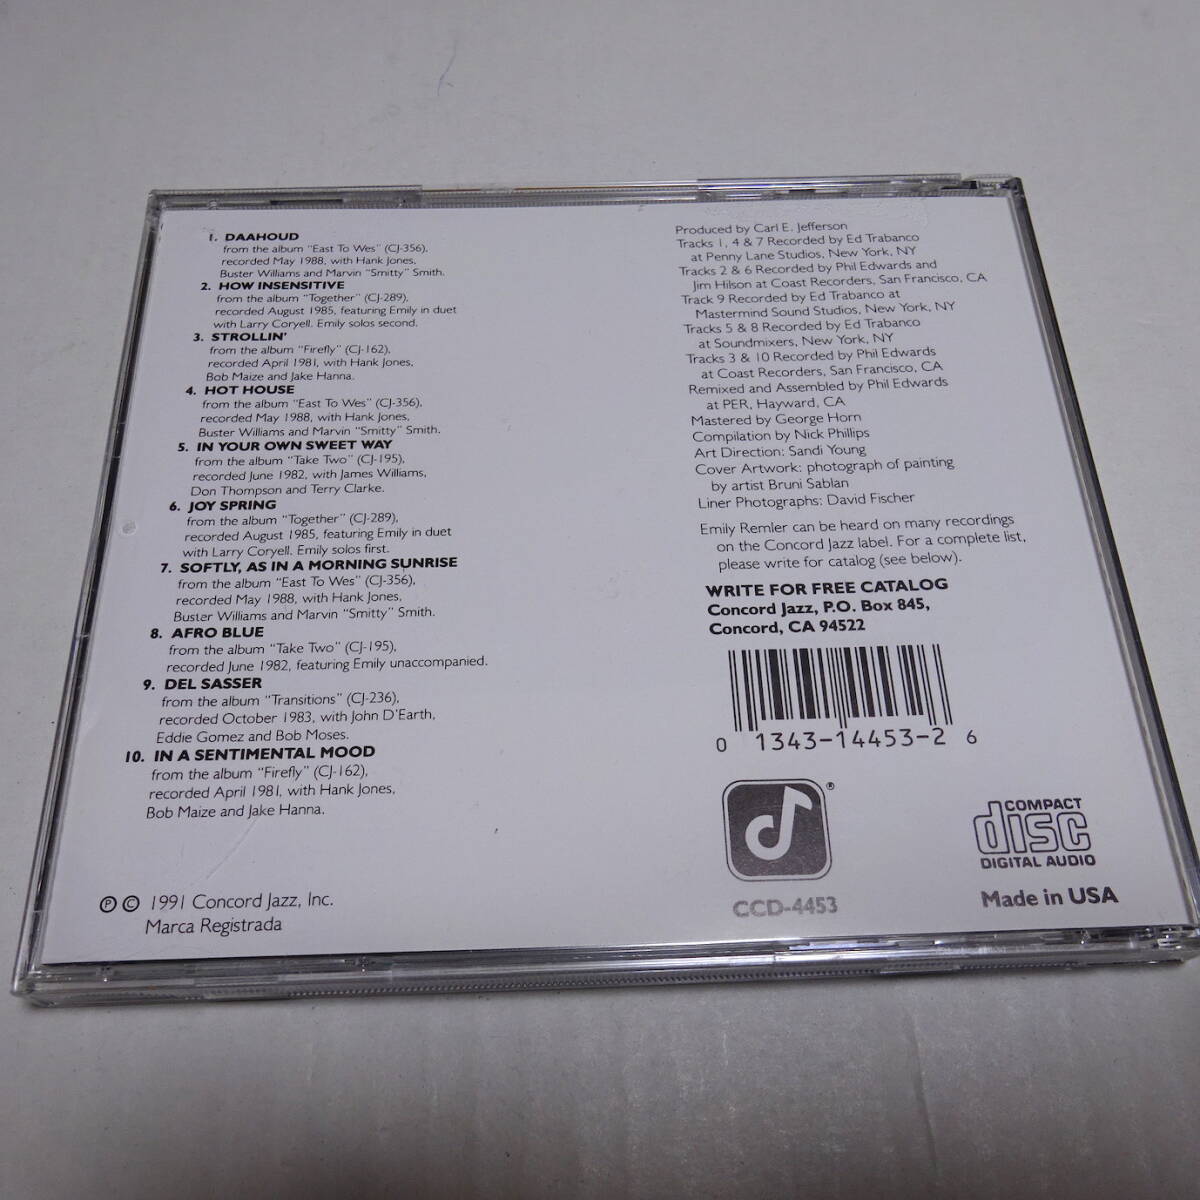 1. DAAHOUD
from the album "East To Wes" (CJ-356),
recorded May 1988, with Hank Jones,
Buster Williams and Marvin "Smitty" Smith.
2. HOW INSENSITIVE
from the album "Together" (CJ-289),
recorded August 1985, featuring Emily in duet
with Larry Coryell. Emily solos second.
3. STROLLIN'
from the album "Firefly" (CJ-162),
recorded April 1981, with Hank Jones,
Bob Maize and Jake Hanna.
4. HOT HOUSE
from the album "East To Wes" (CJ-356),
recorded May 1988, with Hank Jones,
Buster Williams and Marvin "Smitty" Smith.
5. IN YOUR OWN SWEET WAY
from the album "Take Two" (CJ-195),
recorded June 1982, with James Williams,
Don Thompson and Terry Clarke.
6. JOY SPRING
from the album "Together" (CJ-289),
recorded August 1985, featuring Emily in duet
with Larry Coryell. Emily solos first.
7. SOFTLY, AS IN A MORNING SUNRISE
from the album "East To Wes" (CJ-356),
recorded May 1988, with Hank Jones,
Buster Williams and Marvin "Smitty" Smith.
8. AFRO BLUE
from the album "Take Two" (CJ-195),
recorded June 1982, featuring Emily unaccompanied.
9. DEL SASSER
from the album "Transitions" (CJ-236),
recorded October 1983, with John D'Earth,
Eddie Gomez and Bob Moses.
10. IN A SENTIMENTAL MOOD
from the album "Firefly" (CJ-162),
recorded April 1981, with Hank Jones,
Bob Maize and Jake Hanna.
℗ © 1991 Concord Jazz, Inc.
Marca Registrada
Produced by Carl E. Jefferson
Tracks 1, 4 & 7 Recorded by Ed Trabanco
at Penny Lane Studios, New York, NY
Tracks 2 & 6 Recorded by Phil Edwards and
Jim Hilson at Coast Recorders, San Francisco, CA
Track 9 Recorded by Ed Trabanco at
Mastermind Sound Studios, New York, NY
Tracks 5 & 8 Recorded by Ed Trabanco
at Soundmixers, New York, NY
Tracks 3 & 10 Recorded by Phil Edwards
at Coast Recorders, San Francisco, CA
Remixed and Assembled by Phil Edwards
at PER, Hayward, CA
Mastered by George Horn
Compilation by Nick Phillips
Art Direction: Sandi Young
Cover Artwork: photograph of painting
by artist Bruni Sablan
Liner Photographs: David Fischer
Emily Remler can be heard on many recordings
on the Concord Jazz label. For a complete list,
please write for catalog (see below).
WRITE FOR FREE CATALOG
Concord Jazz, P.O. Box 845,
Concord, CA 94522
0 1343-14453-2 6
®
CCD-4453
COMPACT
disc
DIGITAL AUDIO
Made in USA